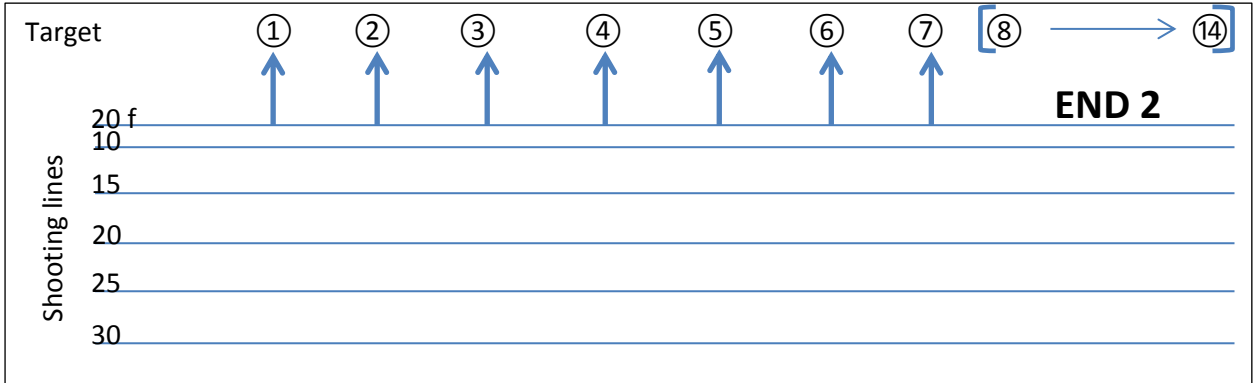 Target ① ② ③ ④ ⑤ ⑥ ⑦ [⑧ ⑭]
END 2
Shooting lines
20 f
10
15
20
25
30